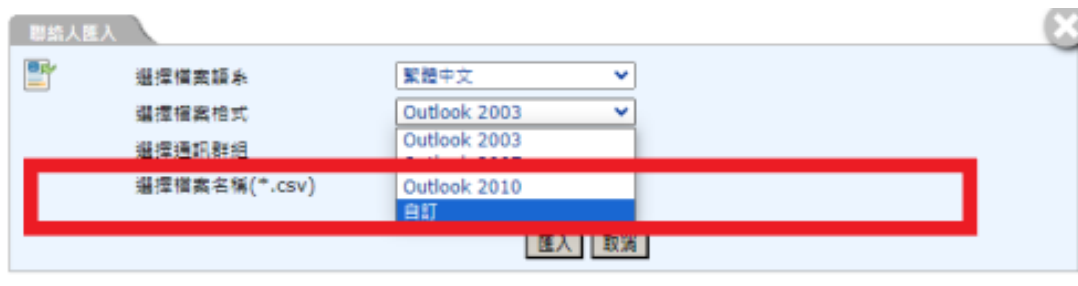 聯絡人匯入
選擇檔案語系 繁體中文
選擇檔案格式 Outlook 2003
Outlook 2003
選擇通訊群組
選擇檔案名稱(*.csv) Outlook 2010
自訂
匯入 取消